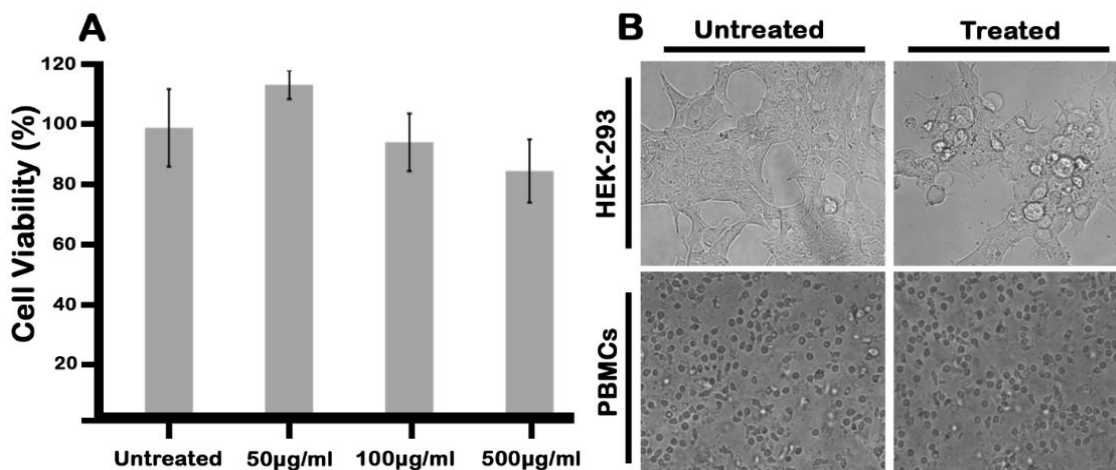 A
Cell Viability (%)
120
100
80
60
40
20
Untreated 50µg/ml 100µg/ml 500µg/ml
B
Untreated Treated
HEK-293
PBMCs